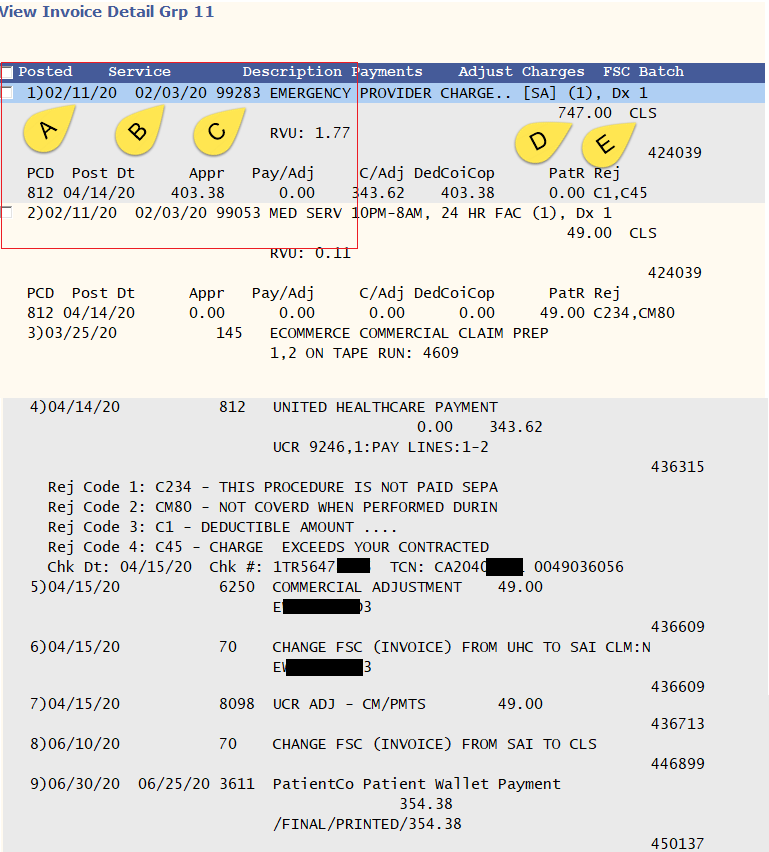 View Invoice Detail Grp 11
Posted Service Description Payments Adjust Charges FSC Batch
1)02/11/20 02/03/20 99283 EMERGENCY PROVIDER CHARGE.. [SA] (1), Dx 1
747.00 CLS
A B C D E
RVU: 1.77
424039
PCD Post Dt Appr Pay/Adj C/Adj DedCoiCop PatR Rej
812 04/14/20 403.38 0.00 343.62 403.38 0.00 C1,C45
2)02/11/20 02/03/20 99053 MED SERV 10PM-8AM, 24 HR FAC (1), Dx 1
49.00 CLS
RVU: 0.11
424039
PCD Post Dt Appr Pay/Adj C/Adj DedCoiCop PatR Rej
812 04/14/20 0.00 0.00 0.00 0.00 49.00 C234,CM80
3)03/25/20 145 ECOMMERCE COMMERCIAL CLAIM PREP
1,2 ON TAPE RUN: 4609
4)04/14/20 812 UNITED HEALTHCARE PAYMENT
0.00 343.62
UCR 9246,1:PAY LINES:1-2
436315
Rej Code 1: C234 - THIS PROCEDURE IS NOT PAID SEPA
Rej Code 2: CM80 - NOT COVERD WHEN PERFORMED DURIN
Rej Code 3: C1 - DEDUCTIBLE AMOUNT ....
Rej Code 4: C45 - CHARGE EXCEEDS YOUR CONTRACTED
Chk Dt: 04/15/20 Chk #: 1TR5647 TCN: CA2040 0049036056
5)04/15/20 6250 COMMERCIAL ADJUSTMENT 49.00
E 3
436609
6)04/15/20 70 CHANGE FSC (INVOICE) FROM UHC TO SAI CLM:N
E 3
436609
7)04/15/20 8098 UCR ADJ - CM/PMTS 49.00
436713
8)06/10/20 70 CHANGE FSC (INVOICE) FROM SAI TO CLS
446899
9)06/30/20 06/25/20 3611 PatientCo Patient Wallet Payment
354.38
/FINAL/PRINTED/354.38
450137